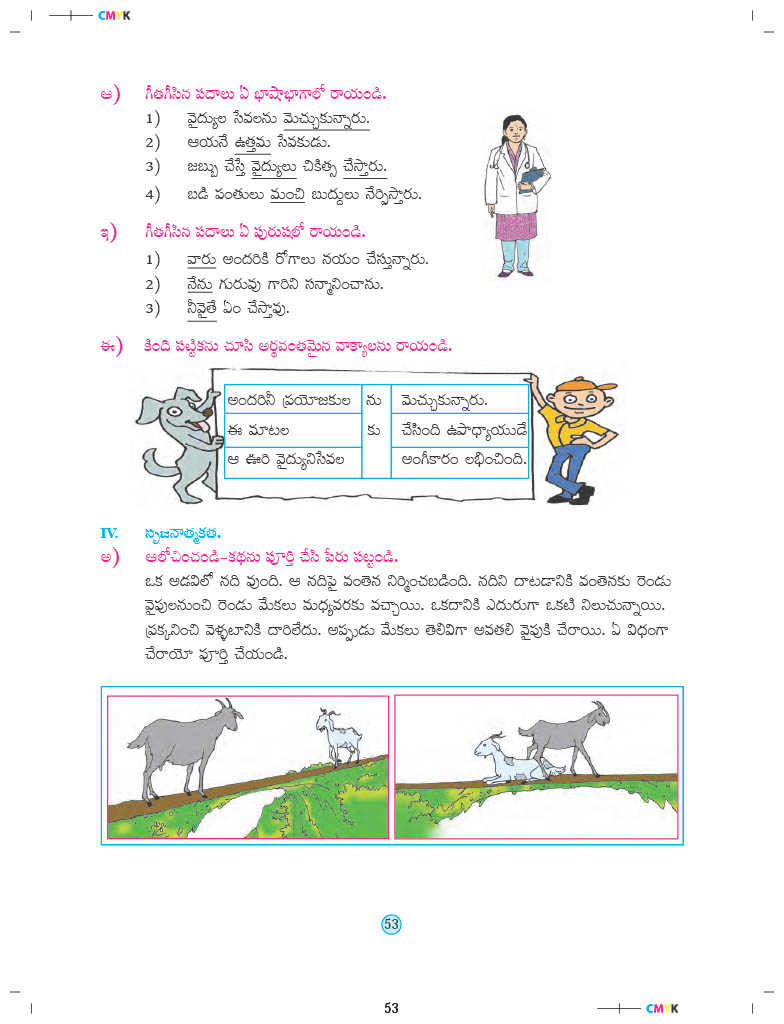 CMYK
ఆ) గీతగీసిన పదాలు ఏ భాషాభాగాలో రాయండి.
1) వైద్యుల సేవలను మెచ్చుకున్నారు.
2) ఆయనే ఉత్తమ సేవకుడు.
3) జబ్బు చేస్తే వైద్యులు చికిత్స చేస్తారు.
4) బడి పంతులు మంచి బుద్దులు నేర్పిస్తారు.
ఇ) గీతగీసిన పదాలు ఏ పురుషలో రాయండి.
1) వారు అందరికి రోగాలు నయం చేస్తున్నారు.
2) నేను గురువు గారిని సన్మానించాను.
3) నీవైతే ఏం చేస్తావు.
ఈ) కింది పట్టికను చూసి అర్థవంతమైన వాక్యాలను రాయండి.
అందరినీ ప్రయోజకుల ను మెచ్చుకున్నారు.
ఈ మాటల కు చేసింది ఉపాధ్యాయుడే
ఆ ఊరి వైద్యునిసేవల అంగీకారం లభించింది.
IV. సృజనాత్మకత.
అ) ఆలోచించండి-కథను పూర్తి చేసి పేరు పట్టండి.
ఒక అడవిలో నది వుంది. ఆ నదిపై వంతెన నిర్మించబడింది. నదిని దాటడానికి వంతెనకు రెండు
వైపులనుంచి రెండు మేకలు మధ్యవరకు వచ్చాయి. ఒకదానికి ఎదురుగా ఒకటి నిలుచున్నాయి.
ప్రక్కనించి వెళ్ళటానికి దారిలేదు. అప్పుడు మేకలు తెలివిగా అవతలి వైపుకి చేరాయి. ఏ విధంగా
చేరాయో పూర్తి చేయండి.
53
53
CMYK